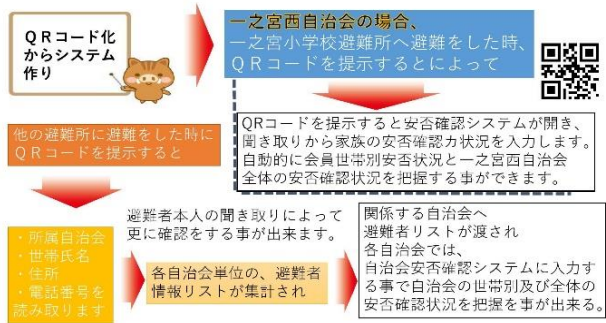 QRコード化
からシステム
作り
一之宮西自治会の場合、
一之宮小学校避難所へ避難をした時、
QRコードを提示するとによって
QRコードを提示すると安否確認システムが開き、
聞き取りから家族の安否確認カ状況を入力します。
自動的に会員世帯別安否状況と一之宮西自治会
全体の安否確認状況を把握する事ができます。
他の避難所に避難をした時に
QRコードを提示すると
・所属自治会
・世帯氏名
・住所
・電話番号を
読み取ります
避難者本人の聞き取りによって
更に確認をする事が出来ます。
各自治会単位の、避難者
情報リストが集計され
関係する自治会へ
避難者リストが渡され
各自治会では、
自治会安否確認システムに入力す
る事で自治会の世帯別及び全体の
安否確認状況を把握を事が出来る。